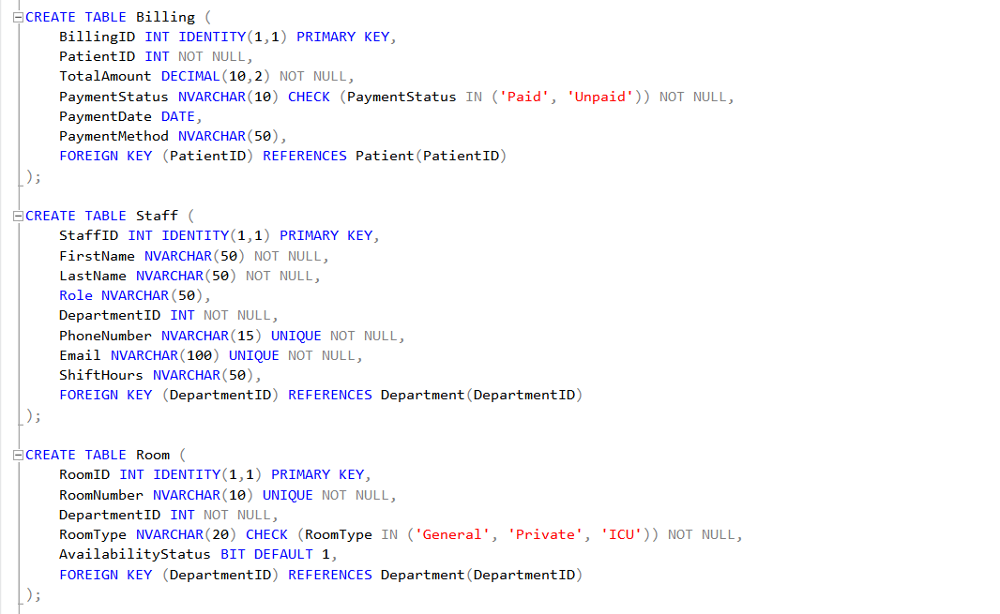 CREATE TABLE Billing (
    BillingID INT IDENTITY(1,1) PRIMARY KEY,
    PatientID INT NOT NULL,
    TotalAmount DECIMAL(10,2) NOT NULL,
    PaymentStatus NVARCHAR(10) CHECK (PaymentStatus IN ('Paid', 'Unpaid')) NOT NULL,
    PaymentDate DATE,
    PaymentMethod NVARCHAR(50),
    FOREIGN KEY (PatientID) REFERENCES Patient(PatientID)
);

CREATE TABLE Staff (
    StaffID INT IDENTITY(1,1) PRIMARY KEY,
    FirstName NVARCHAR(50) NOT NULL,
    LastName NVARCHAR(50) NOT NULL,
    Role NVARCHAR(50),
    DepartmentID INT NOT NULL,
    PhoneNumber NVARCHAR(15) UNIQUE NOT NULL,
    Email NVARCHAR(100) UNIQUE NOT NULL,
    ShiftHours NVARCHAR(50),
    FOREIGN KEY (DepartmentID) REFERENCES Department(DepartmentID)
);

CREATE TABLE Room (
    RoomID INT IDENTITY(1,1) PRIMARY KEY,
    RoomNumber NVARCHAR(10) UNIQUE NOT NULL,
    DepartmentID INT NOT NULL,
    RoomType NVARCHAR(20) CHECK (RoomType IN ('General', 'Private', 'ICU')) NOT NULL,
    AvailabilityStatus BIT DEFAULT 1,
    FOREIGN KEY (DepartmentID) REFERENCES Department(DepartmentID)
);